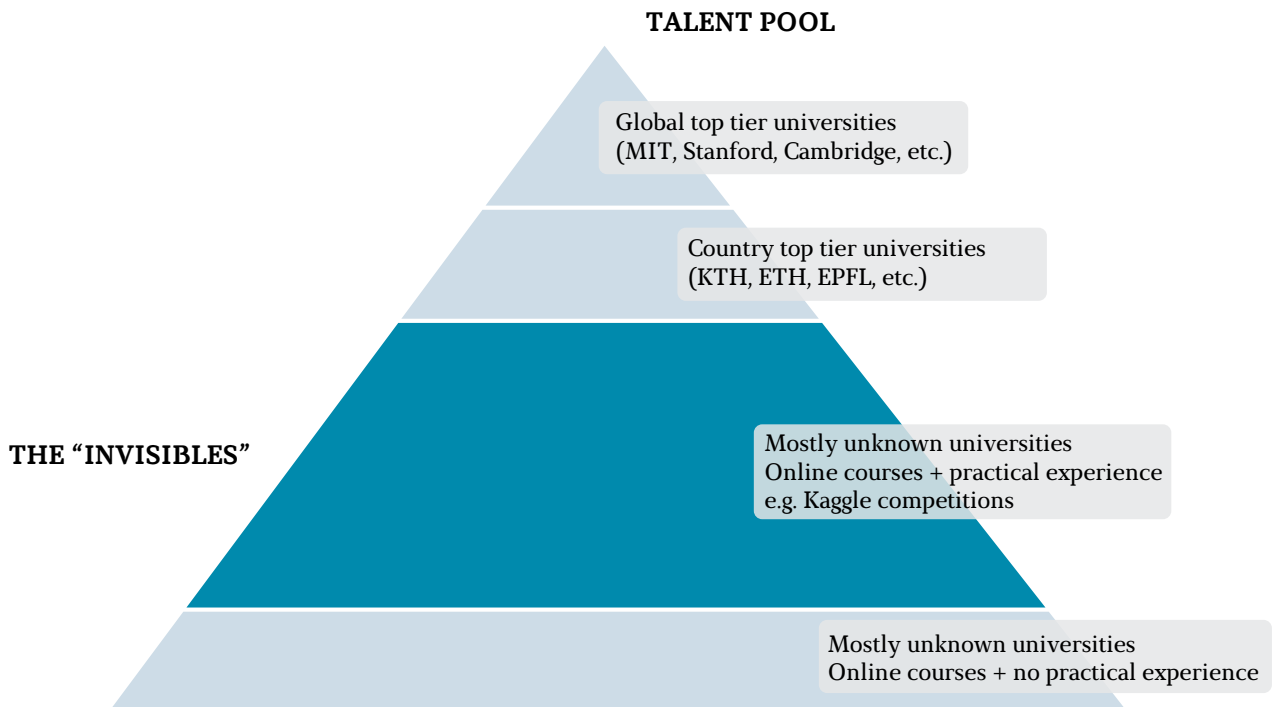 TALENT POOL
Global top tier universities
(MIT, Stanford, Cambridge, etc.)
Country top tier universities
(KTH, ETH, EPFL, etc.)
THE “INVISIBLES”
Mostly unknown universities
Online courses + practical experience
e.g. Kaggle competitions
Mostly unknown universities
Online courses + no practical experience